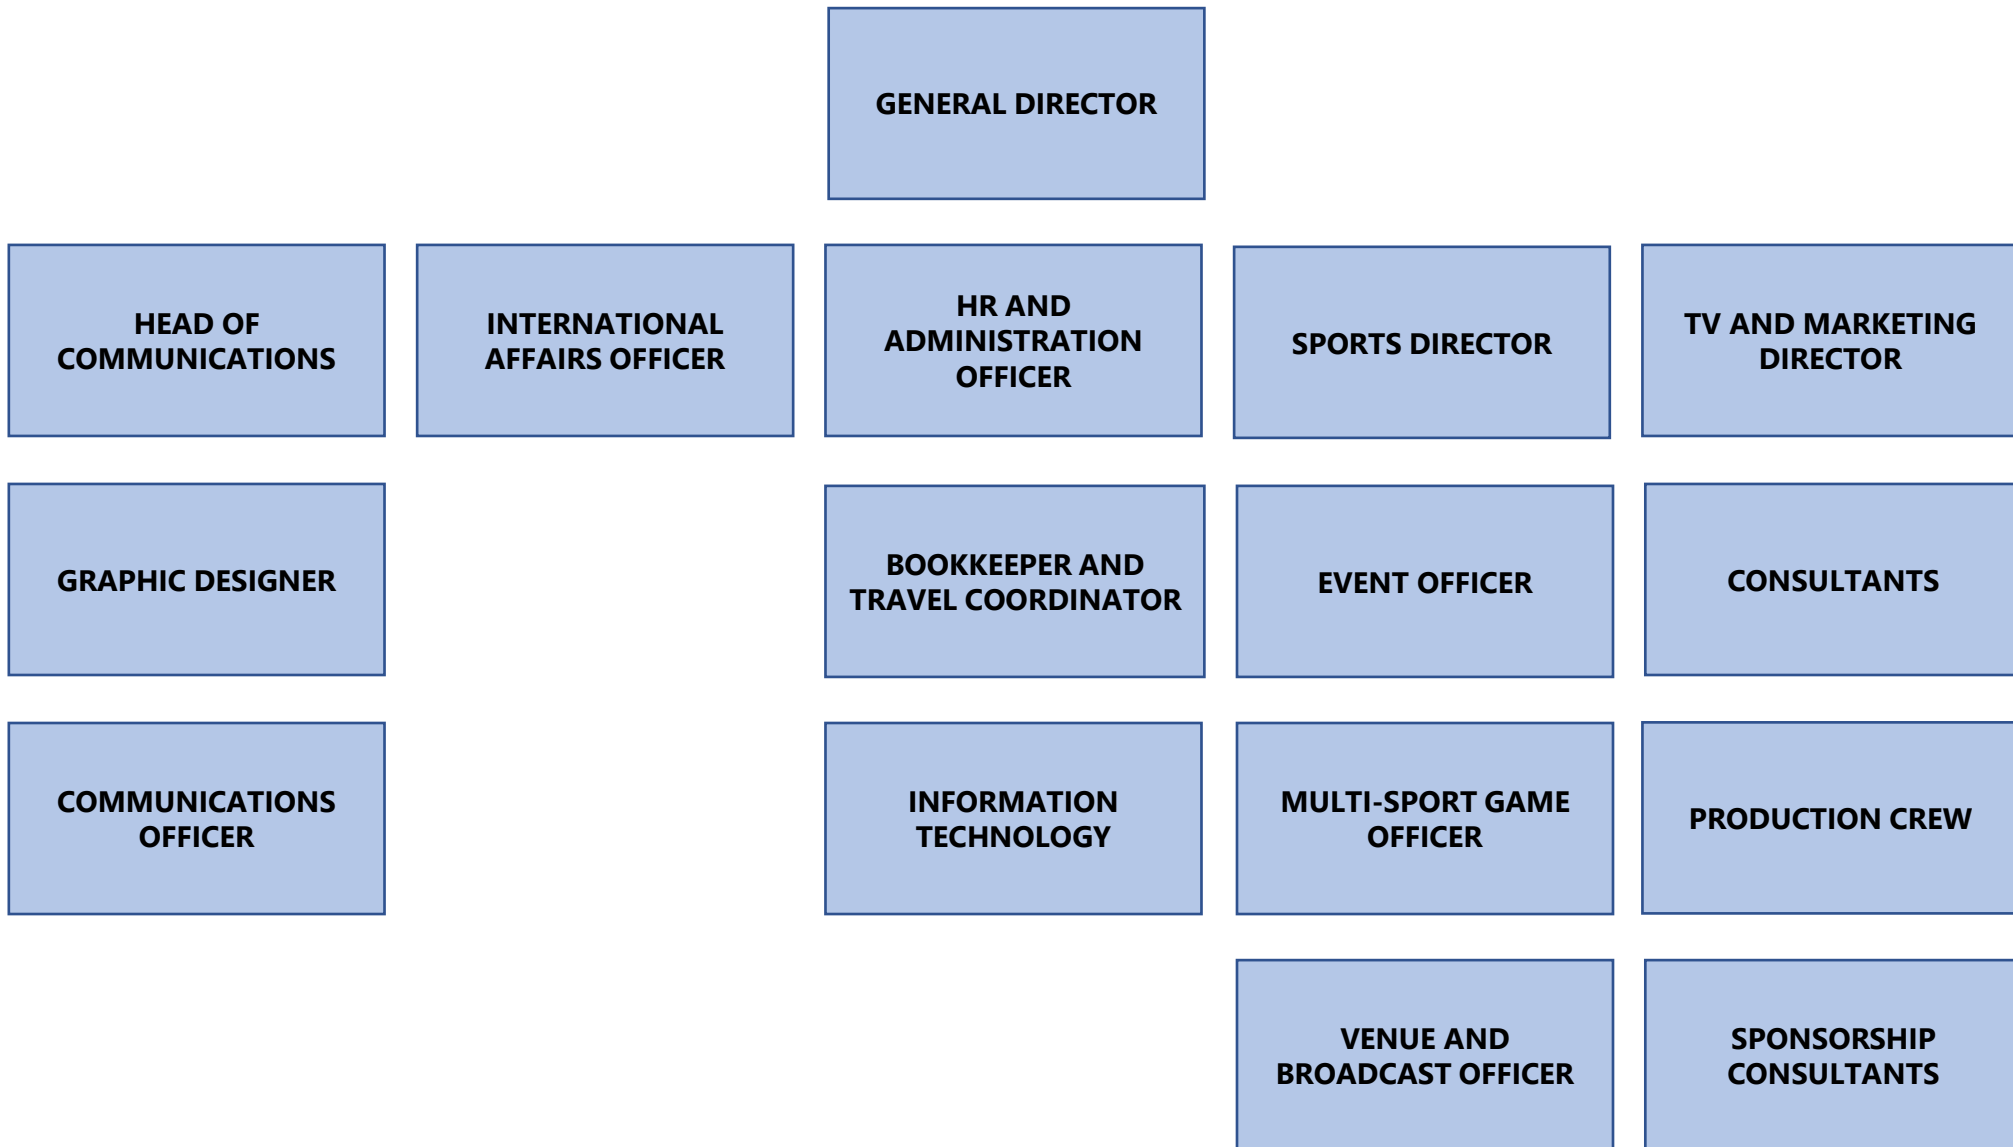 GENERAL DIRECTOR
HEAD OF
COMMUNICATIONS
INTERNATIONAL
AFFAIRS OFFICER
HR AND
ADMINISTRATION
OFFICER
SPORTS DIRECTOR
TV AND MARKETING
DIRECTOR
GRAPHIC DESIGNER
BOOKKEEPER AND
TRAVEL COORDINATOR
EVENT OFFICER
CONSULTANTS
COMMUNICATIONS
OFFICER
INFORMATION
TECHNOLOGY
MULTI-SPORT GAME
OFFICER
PRODUCTION CREW
VENUE AND
BROADCAST OFFICER
SPONSORSHIP
CONSULTANTS